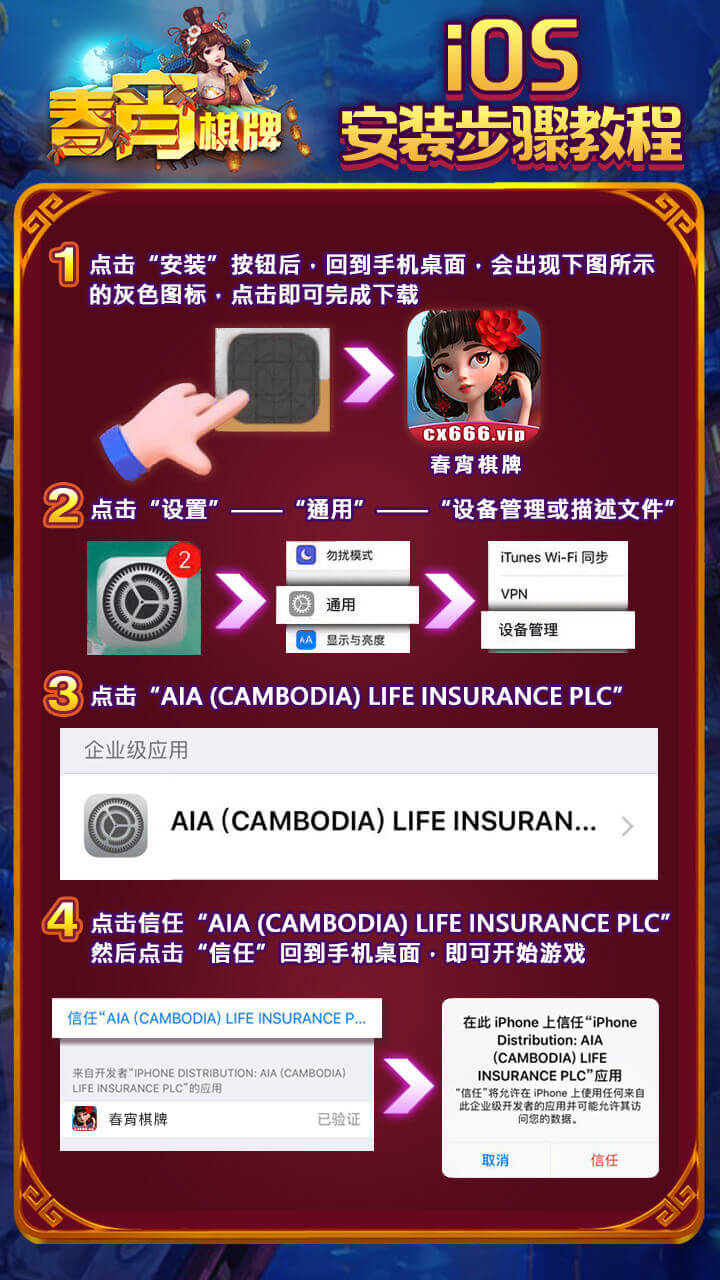 春宵棋牌
iOS
安装步骤教程
1 点击“安装”按钮后，回到手机桌面，会出现下图所示
的灰色图标，点击即可完成下载
cx666.vip
春宵棋牌
2 点击“设置”——“通用”——“设备管理或描述文件”
2
勿扰模式
通用
AA 显示与亮度
iTunes Wi-Fi 同步
VPN
设备管理
3 点击“AIA (CAMBODIA) LIFE INSURANCE PLC”
企业级应用
AIA (CAMBODIA) LIFE INSURAN...
4 点击信任“AIA (CAMBODIA) LIFE INSURANCE PLC”
然后点击“信任”回到手机桌面，即可开始游戏
信任“AIA (CAMBODIA) LIFE INSURANCE P...
来自开发者“IPHONE DISTRIBUTION: AIA (CAMBODIA)
LIFE INSURANCE PLC”的应用
春宵棋牌 已验证
在此 iPhone 上信任“iPhone
Distribution: AIA
(CAMBODIA) LIFE
INSURANCE PLC”应用
“信任”将允许在 iPhone 上使用任何来自
此企业级开发者的应用并可能允许其访
问您的数据。
取消 信任